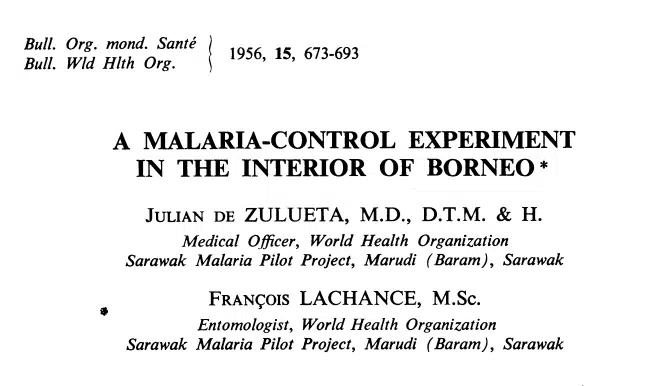 Bull. Org. mond. Santé
Bull. Wld Hlth Org.
1956, 15, 673-693
A MALARIA-CONTROL EXPERIMENT
IN THE INTERIOR OF BORNEO *
JULIAN DE ZULUETA, M.D., D.T.M. & H.
Medical Officer, World Health Organization
Sarawak Malaria Pilot Project, Marudi (Baram), Sarawak
FRANÇOIS LACHANCE, M.Sc.
Entomologist, World Health Organization
Sarawak Malaria Pilot Project, Marudi (Baram), Sarawak